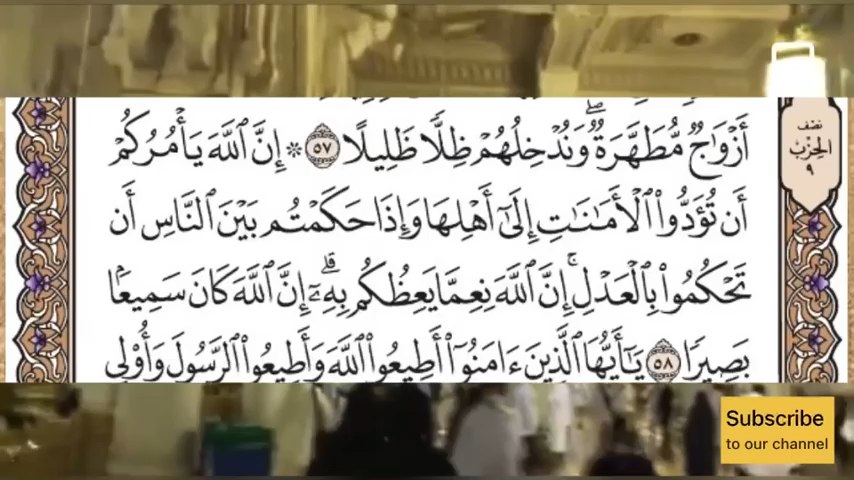 أَزْوَٰجٌ مُّطَهَّرَةٌ ۖ وَنُدْخِلُهُمْ ظِلًّا ظَلِيلًا ٥٧ ۞ إِنَّ ٱللَّهَ يَأْمُرُكُمْ
أَن تُؤَدُّوا۟ ٱلْأَمَٰنَٰتِ إِلَىٰٓ أَهْلِهَا وَإِذَا حَكَمْتُم بَيْنَ ٱلنَّاسِ أَن
تَحْكُمُوا۟ بِٱلْعَدْلِ ۚ إِنَّ ٱللَّهَ نِعِمَّا يَعِظُكُم بِهِۦٓ ۗ إِنَّ ٱللَّهَ كَانَ سَمِيعًۢا
بَصِيرًا ٥٨ يَٰٓأَيُّهَا ٱلَّذِينَ ءَامَنُوٓا۟ أَطِيعُوا۟ ٱللَّهَ وَأَطِيعُوا۟ ٱلرَّسُولَ وَأُو۟لِى
نصف
الحِزْب
٩
Subscribe
to our channel